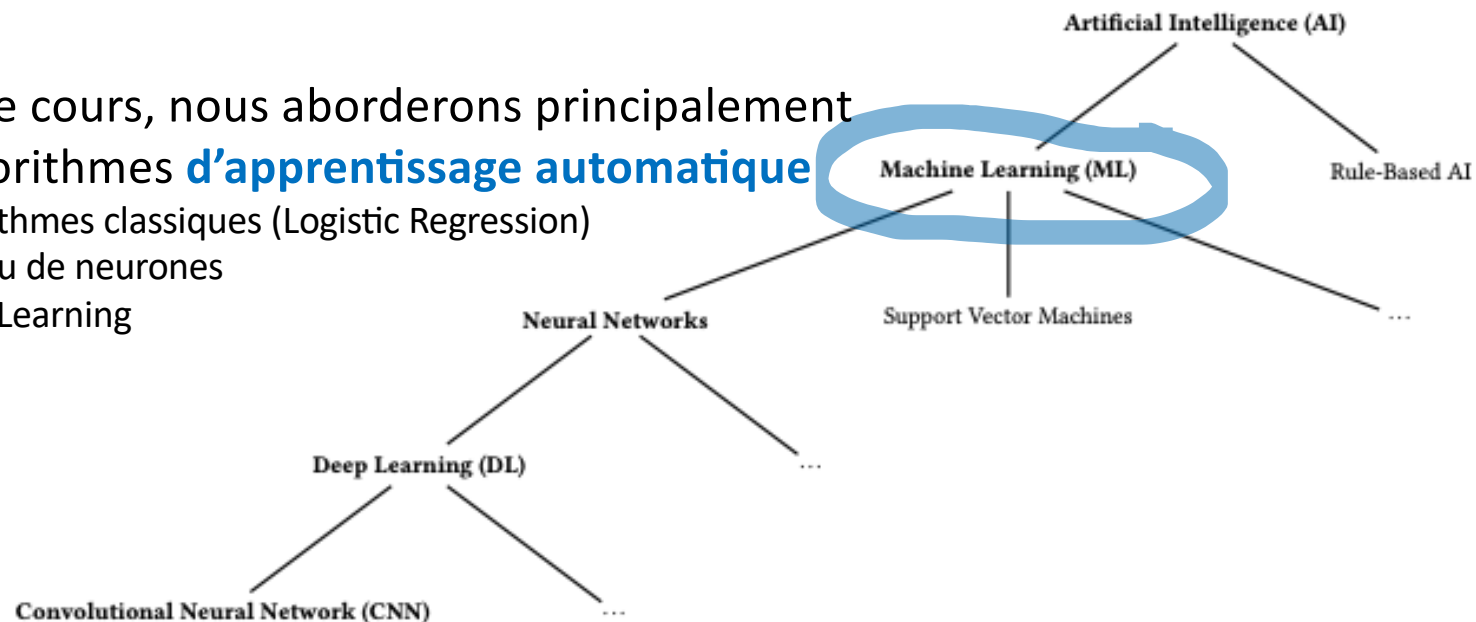 Artificial Intelligence (AI)
e cours, nous aborderons principalement
orithmes d’apprentissage automatique
Machine Learning (ML)
Rule-Based AI
thmes classiques (Logistic Regression)
u de neurones
Learning
Neural Networks
Support Vector Machines
...
Deep Learning (DL)
...
Convolutional Neural Network (CNN)
...